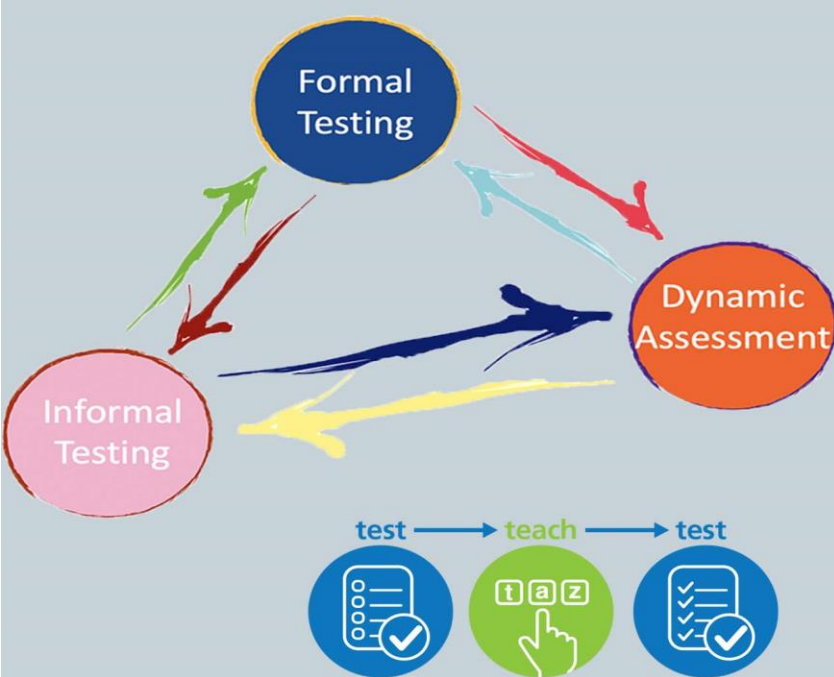 Formal
Testing
Dynamic
Assessment
Informal
Testing
test teach test
t a z